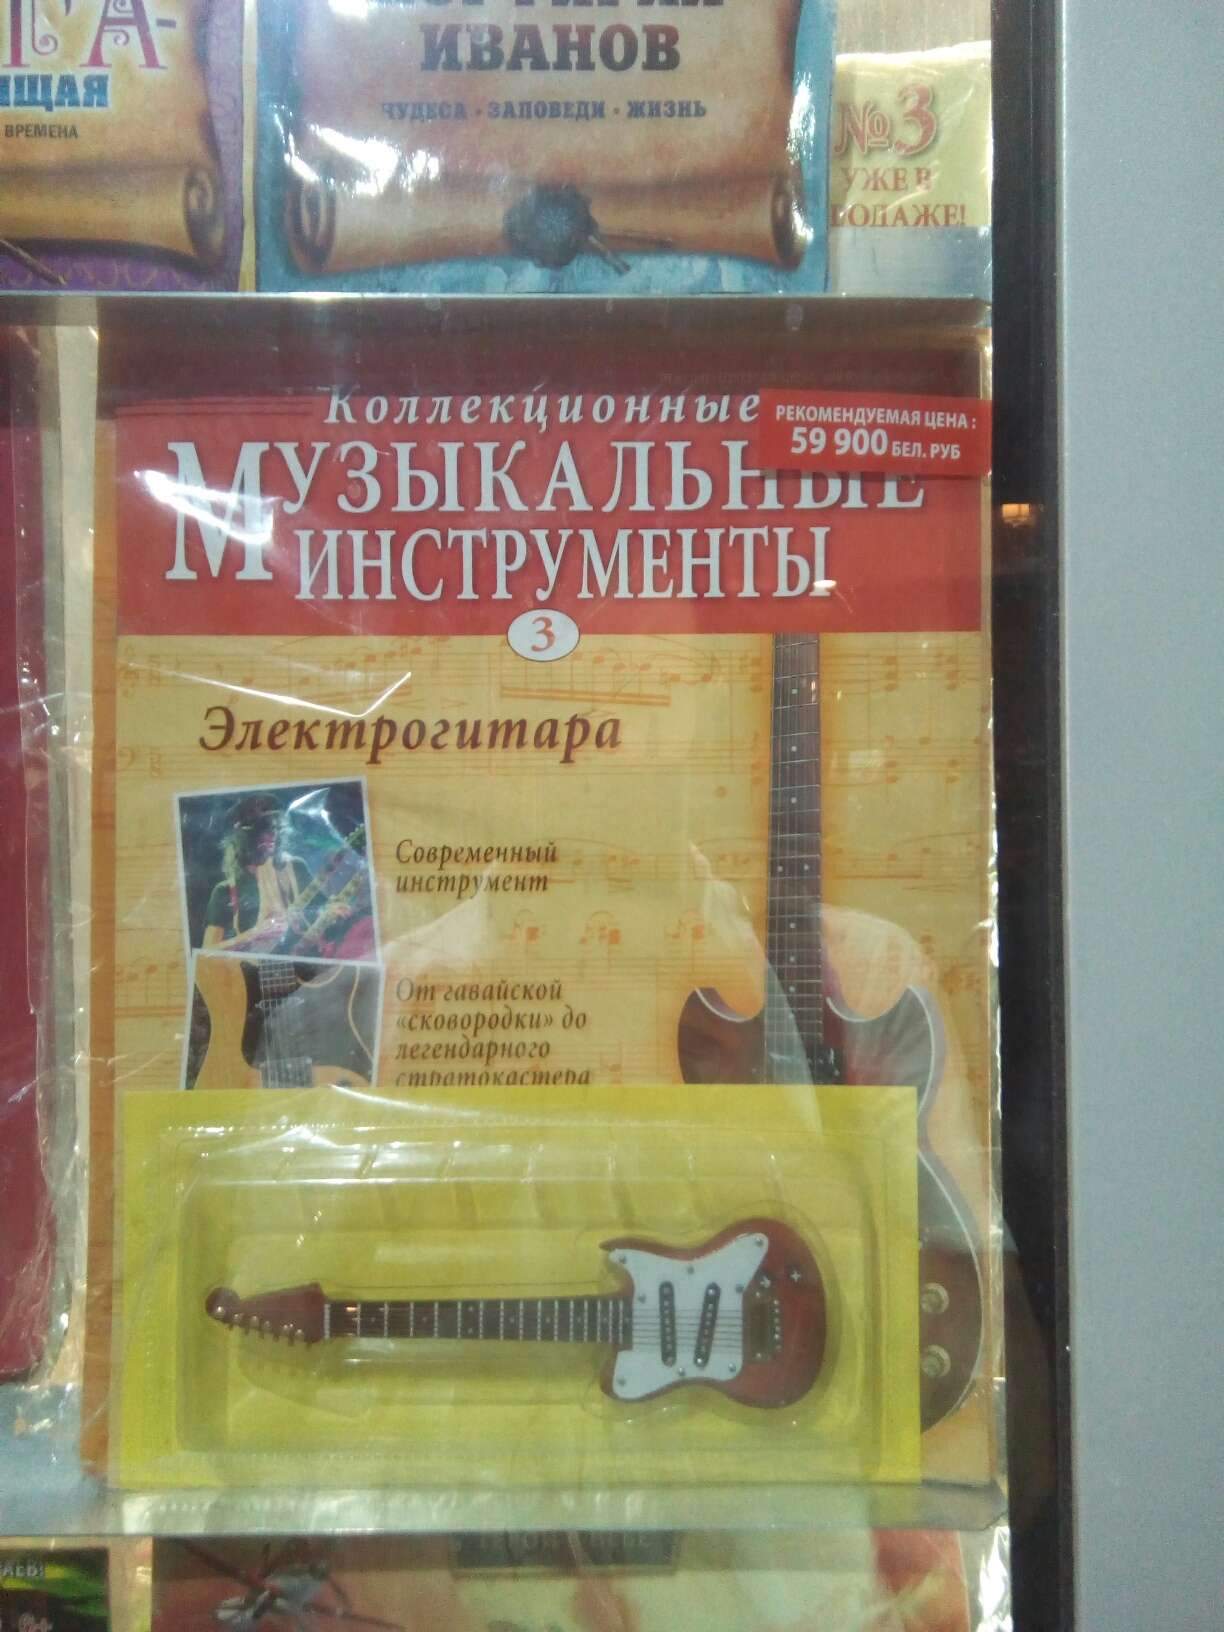 ИВАНОВ
ЧУДЕСА • ЗАПОВЕДИ • ЖИЗНЬ
ВРЕМЕНА
№3
УЖЕ В
Коллекционные
МУЗЫКАЛЬНЫЕ
ИНСТРУМЕНТЫ
РЕКОМЕНДУЕМАЯ ЦЕНА :
59 900 БЕЛ. РУБ
3
Электрогитара
Современный
инструмент
От гавайской
«сковородки» до
легендарного
стратокастера